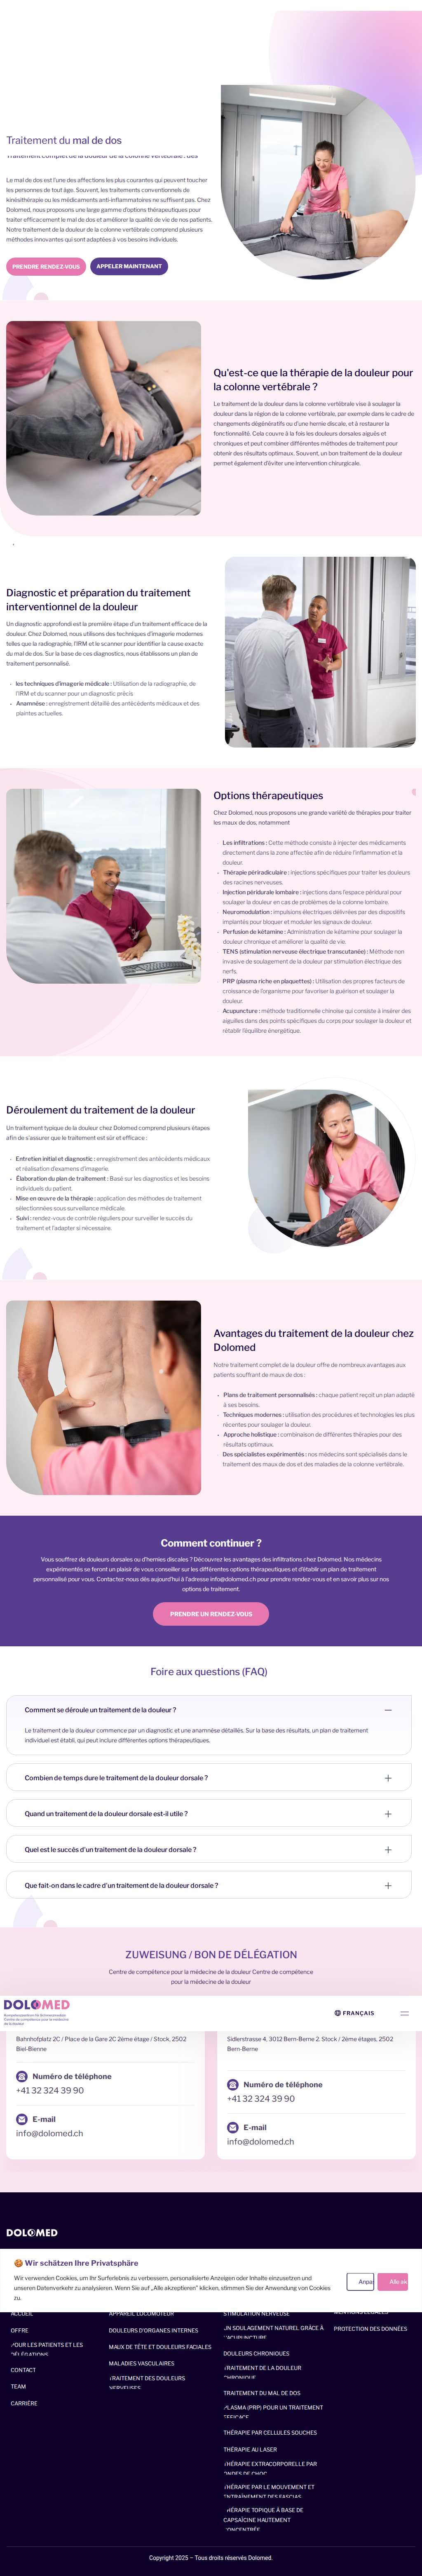 Traitement du mal de dos
Traitement complet de la douleur de la colonne vertébrale : des
Le mal de dos est l'une des affections les plus courantes qui peuvent toucher
les personnes de tout âge. Souvent, les traitements conventionnels de
kinésithérapie ou les médicaments anti-inflammatoires ne suffisent pas. Chez
Dolomed, nous proposons une large gamme d'options thérapeutiques pour
traiter efficacement le mal de dos et améliorer la qualité de vie de nos patients.
Notre traitement de la douleur de la colonne vertébrale comprend plusieurs
méthodes innovantes qui sont adaptées à vos besoins individuels.
PRENDRE RENDEZ-VOUS
APPELER MAINTENANT
Qu'est-ce que la thérapie de la douleur pour
la colonne vertébrale ?
Le traitement de la douleur dans la colonne vertébrale vise à soulager la
douleur dans la région de la colonne vertébrale, par exemple dans le cadre de
changements dégénératifs ou d'une hernie discale, et à restaurer la
fonctionnalité. Cela couvre à la fois les douleurs dorsales aiguës et
chroniques et peut combiner différentes méthodes de traitement pour
obtenir des résultats optimaux. Souvent, un bon traitement de la douleur
permet également d'éviter une intervention chirurgicale.
Diagnostic et préparation du traitement
interventionnel de la douleur
Un diagnostic approfondi est la première étape d'un traitement efficace de la
douleur. Chez Dolomed, nous utilisons des techniques d'imagerie modernes
telles que la radiographie, l'IRM et le scanner pour identifier la cause exacte
du mal de dos. Sur la base de ces diagnostics, nous établissons un plan de
traitement personnalisé.
les techniques d'imagerie médicale : Utilisation de la radiographie, de
l'IRM et du scanner pour un diagnostic précis
Anamnèse : enregistrement détaillé des antécédents médicaux et des
plaintes actuelles.
Options thérapeutiques
Chez Dolomed, nous proposons une grande variété de thérapies pour traiter
les maux de dos, notamment
Les infiltrations : Cette méthode consiste à injecter des médicaments
directement dans la zone affectée afin de réduire l'inflammation et la
douleur.
Thérapie périradiculaire : injections spécifiques pour traiter les douleurs
des racines nerveuses.
Injection péridurale lombaire : injections dans l'espace péridural pour
soulager la douleur en cas de problèmes de la colonne lombaire.
Neuromodulation : impulsions électriques délivrées par des dispositifs
implantés pour bloquer et moduler les signaux de douleur.
Perfusion de kétamine : Administration de kétamine pour soulager la
douleur chronique et améliorer la qualité de vie.
TENS (stimulation nerveuse électrique transcutanée) : Méthode non
invasive de soulagement de la douleur par stimulation électrique des
nerfs.
PRP (plasma riche en plaquettes) : Utilisation des propres facteurs de
croissance de l'organisme pour favoriser la guérison et soulager la
douleur.
Acupuncture : méthode traditionnelle chinoise qui consiste à insérer des
aiguilles dans des points spécifiques du corps pour soulager la douleur et
rétablir l'équilibre énergétique.
Déroulement du traitement de la douleur
Un traitement typique de la douleur chez Dolomed comprend plusieurs étapes
afin de s'assurer que le traitement est sûr et efficace :
Entretien initial et diagnostic : enregistrement des antécédents médicaux
et réalisation d'examens d'imagerie.
Élaboration du plan de traitement : Basé sur les diagnostics et les besoins
individuels du patient.
Mise en œuvre de la thérapie : application des méthodes de traitement
sélectionnées sous surveillance médicale.
Suivi : rendez-vous de contrôle réguliers pour surveiller le succès du
traitement et l'adapter si nécessaire.
Avantages du traitement de la douleur chez
Dolomed
Notre traitement complet de la douleur offre de nombreux avantages aux
patients souffrant de maux de dos :
Plans de traitement personnalisés : chaque patient reçoit un plan adapté
à ses besoins.
Techniques modernes : utilisation des procédures et technologies les plus
récentes pour soulager la douleur.
Approche holistique : combinaison de différentes thérapies pour des
résultats optimaux.
Des spécialistes expérimentés : nos médecins sont spécialisés dans le
traitement des maux de dos et des maladies de la colonne vertébrale.
Comment continuer ?
Vous souffrez de douleurs dorsales ou d'hernies discales ? Découvrez les avantages des infiltrations chez Dolomed. Nos médecins
expérimentés se feront un plaisir de vous conseiller sur les différentes options thérapeutiques et d'établir un plan de traitement
personnalisé pour vous. Contactez-nous dès aujourd'hui à l'adresse info@dolomed.ch pour prendre rendez-vous et en savoir plus sur nos
options de traitement.
PRENDRE UN RENDEZ-VOUS
Foire aux questions (FAQ)
Comment se déroule un traitement de la douleur ?
Le traitement de la douleur commence par un diagnostic et une anamnèse détaillés. Sur la base des résultats, un plan de traitement
individuel est établi, qui peut inclure différentes options thérapeutiques.
Combien de temps dure le traitement de la douleur dorsale ?
Quand un traitement de la douleur dorsale est-il utile ?
Quel est le succès d'un traitement de la douleur dorsale ?
Que fait-on dans le cadre d'un traitement de la douleur dorsale ?
ZUWEISUNG / BON DE DÉLÉGATION
Centre de compétence pour la médecine de la douleur Centre de compétence
pour la médecine de la douleur
DOLOMED
Kompetenzzentrum für Schmerzmedizin
Centre de compétence pour la médecine
de la douleur
FRANÇAIS
Bahnhofplatz 2C / Place de la Gare 2C 2ème étage / Stock, 2502
Biel-Bienne
Numéro de téléphone
+41 32 324 39 90
E-mail
info@dolomed.ch
Sidlerstrasse 4, 3012 Bern-Berne 2. Stock / 2ème étages, 2502
Bern-Berne
Numéro de téléphone
+41 32 324 39 90
E-mail
info@dolomed.ch
DOLOMED
🍪 Wir schätzen Ihre Privatsphäre
Wir verwenden Cookies, um Ihr Surferlebnis zu verbessern, personalisierte Anzeigen oder Inhalte einzusetzen und
unseren Datenverkehr zu analysieren. Wenn Sie auf „Alle akzeptieren" klicken, stimmen Sie der Anwendung von Cookies
zu.
Anpa
Alle ak
ACCUEIL
OFFRE
POUR LES PATIENTS ET LES
DÉLÉGATIONS
CONTACT
TEAM
CARRIÈRE
APPAREIL LOCOMOTEUR
DOULEURS D'ORGANES INTERNES
MAUX DE TÊTE ET DOULEURS FACIALES
MALADIES VASCULAIRES
TRAITEMENT DES DOULEURS
NERVEUSES
STIMULATION NERVEUSE
UN SOULAGEMENT NATUREL GRÂCE À
L'ACUPUNCTURE
DOULEURS CHRONIQUES
TRAITEMENT DE LA DOULEUR
CHRONIQUE
TRAITEMENT DU MAL DE DOS
PLASMA (PRP) POUR UN TRAITEMENT
EFFICACE
THÉRAPIE PAR CELLULES SOUCHES
THÉRAPIE AU LASER
THÉRAPIE EXTRACORPORELLE PAR
ONDES DE CHOC
THÉRAPIE PAR LE MOUVEMENT ET
ENTRAÎNEMENT DES FASCIAS
THÉRAPIE TOPIQUE À BASE DE
CAPSAÏCINE HAUTEMENT
CONCENTRÉE
MENTIONS LÉGALES
PROTECTION DES DONNÉES
Copyright 2025 – Tous droits réservés Dolomed.